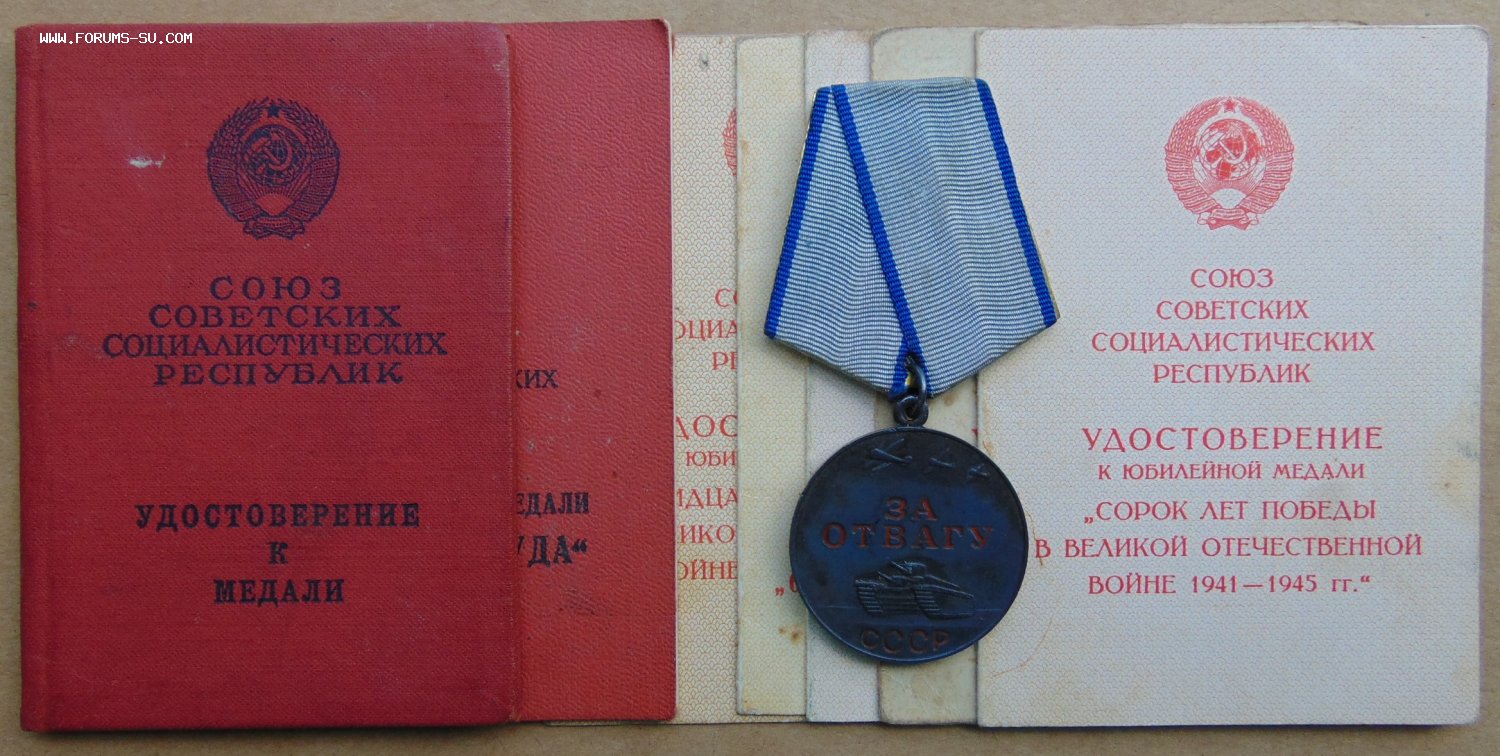 WWW.FORUMS-SU.COM
СОЮЗ
СОВЕТСКИХ
СОЦИАЛИСТИЧЕСКИХ
РЕСПУБЛИК
УДОСТОВЕРЕНИЕ
К
МЕДАЛИ
ЗА
ОТВАГУ
СССР
СОЮЗ
СОВЕТСКИХ
СОЦИАЛИСТИЧЕСКИХ
РЕСПУБЛИК
УДОСТОВЕРЕНИЕ
К ЮБИЛЕЙНОЙ МЕДАЛИ
„СОРОК ЛЕТ ПОБЕДЫ
В ВЕЛИКОЙ ОТЕЧЕСТВЕННОЙ
ВОЙНЕ 1941—1945 гг.“